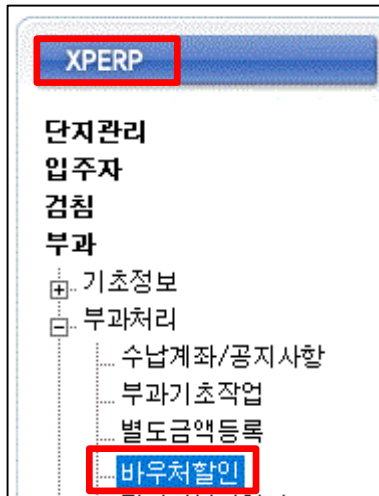 XPERP
단지관리
입주자
검침
부과
기초정보
부과처리
수납계좌/공지사항
부과기초작업
별도금액등록
바우처할인